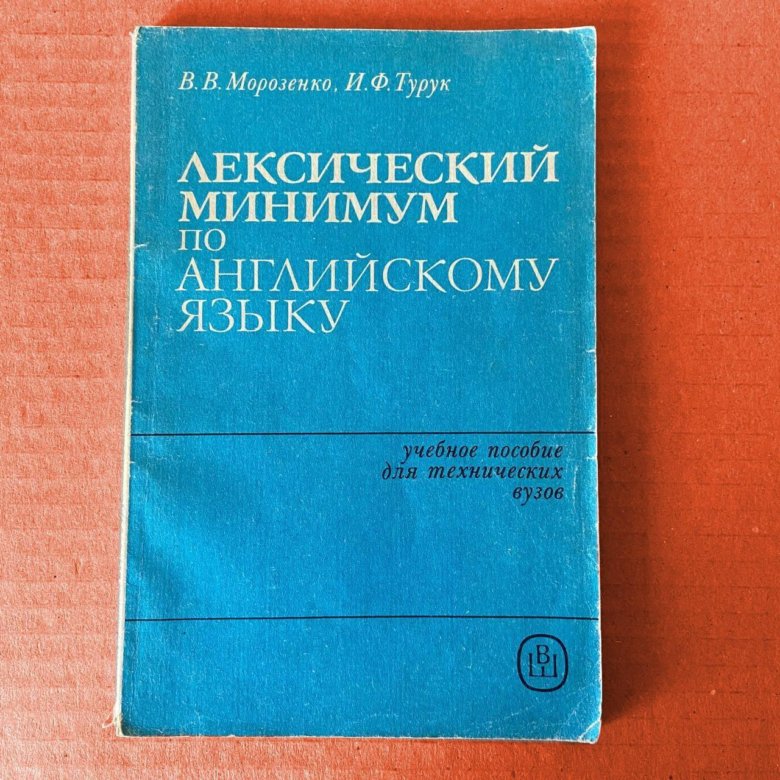 В. В. Морозенко, И. Ф. Турук
ЛЕКСИЧЕСКИЙ
МИНИМУМ
ПО
АНГЛИЙСКОМУ
ЯЗЫКУ
учебное пособие
для технических
вузов
ВШ